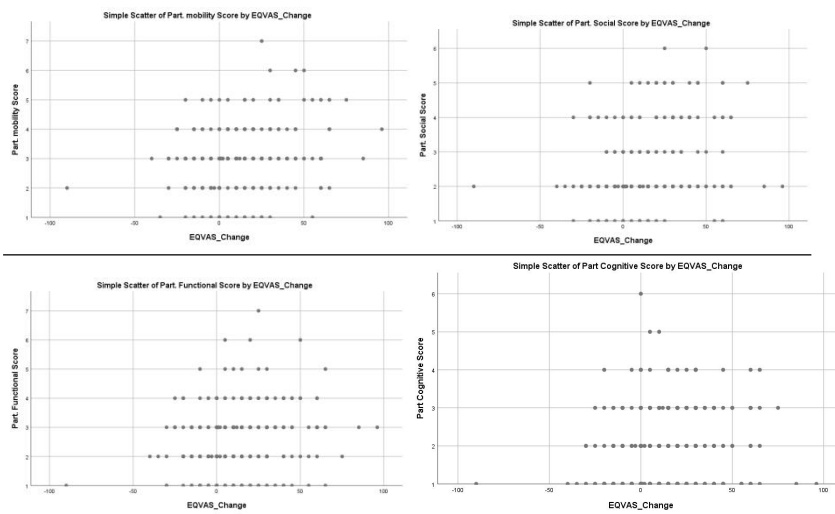 Simple Scatter of Part. mobility Score by EQVAS_Change
Part. mobility Score
7
6
5
4
3
2
1
-100 -50 0 50 100
EQVAS_Change
Simple Scatter of Part. Social Score by EQVAS_Change
Part. Social Score
6
5
4
3
2
1
-100 -50 0 50 100
EQVAS_Change
Simple Scatter of Part. Functional Score by EQVAS_Change
Part. Functional Score
7
6
5
4
3
2
1
-100 -50 0 50 100
EQVAS_Change
Simple Scatter of Part Cognitive Score by EQVAS_Change
Part Cognitive Score
6
5
4
3
2
1
-100 -50 0 50 100
EQVAS_Change